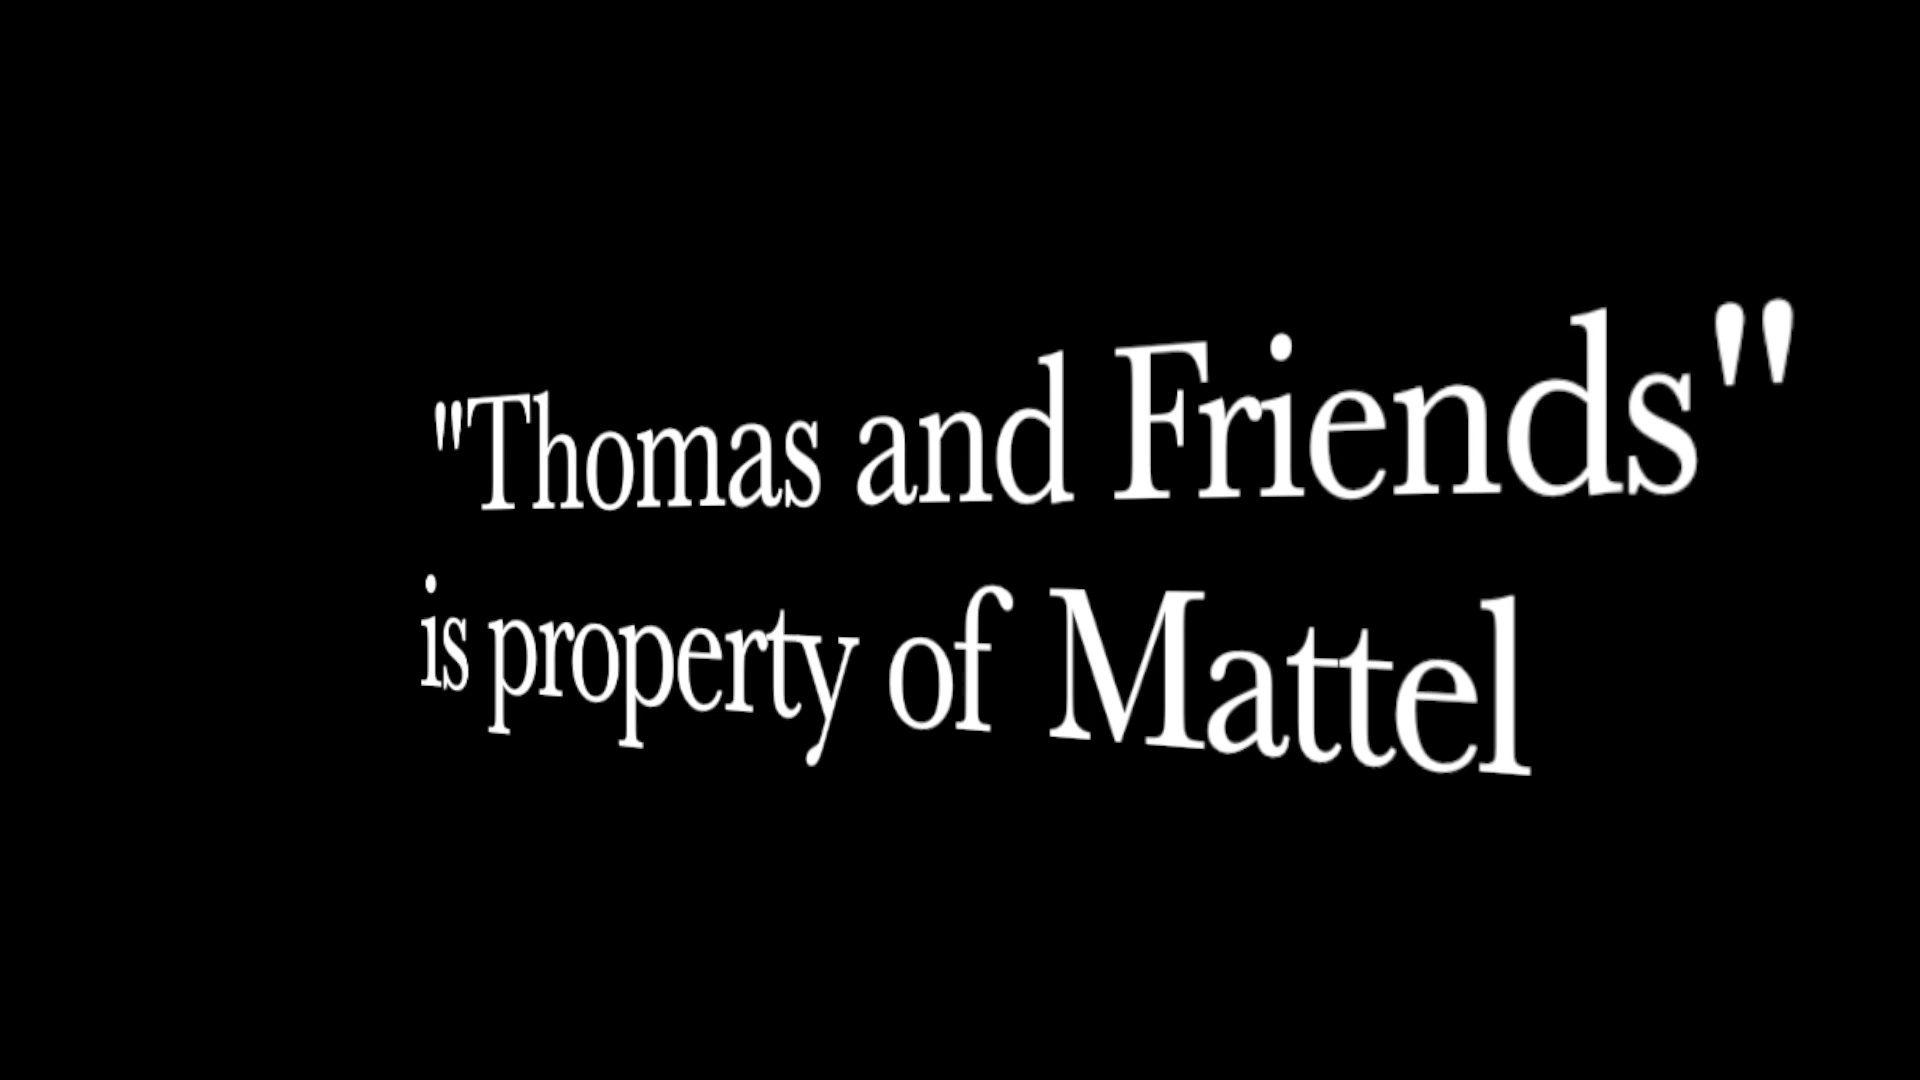 "Thomas and Friends"
is property of Mattel